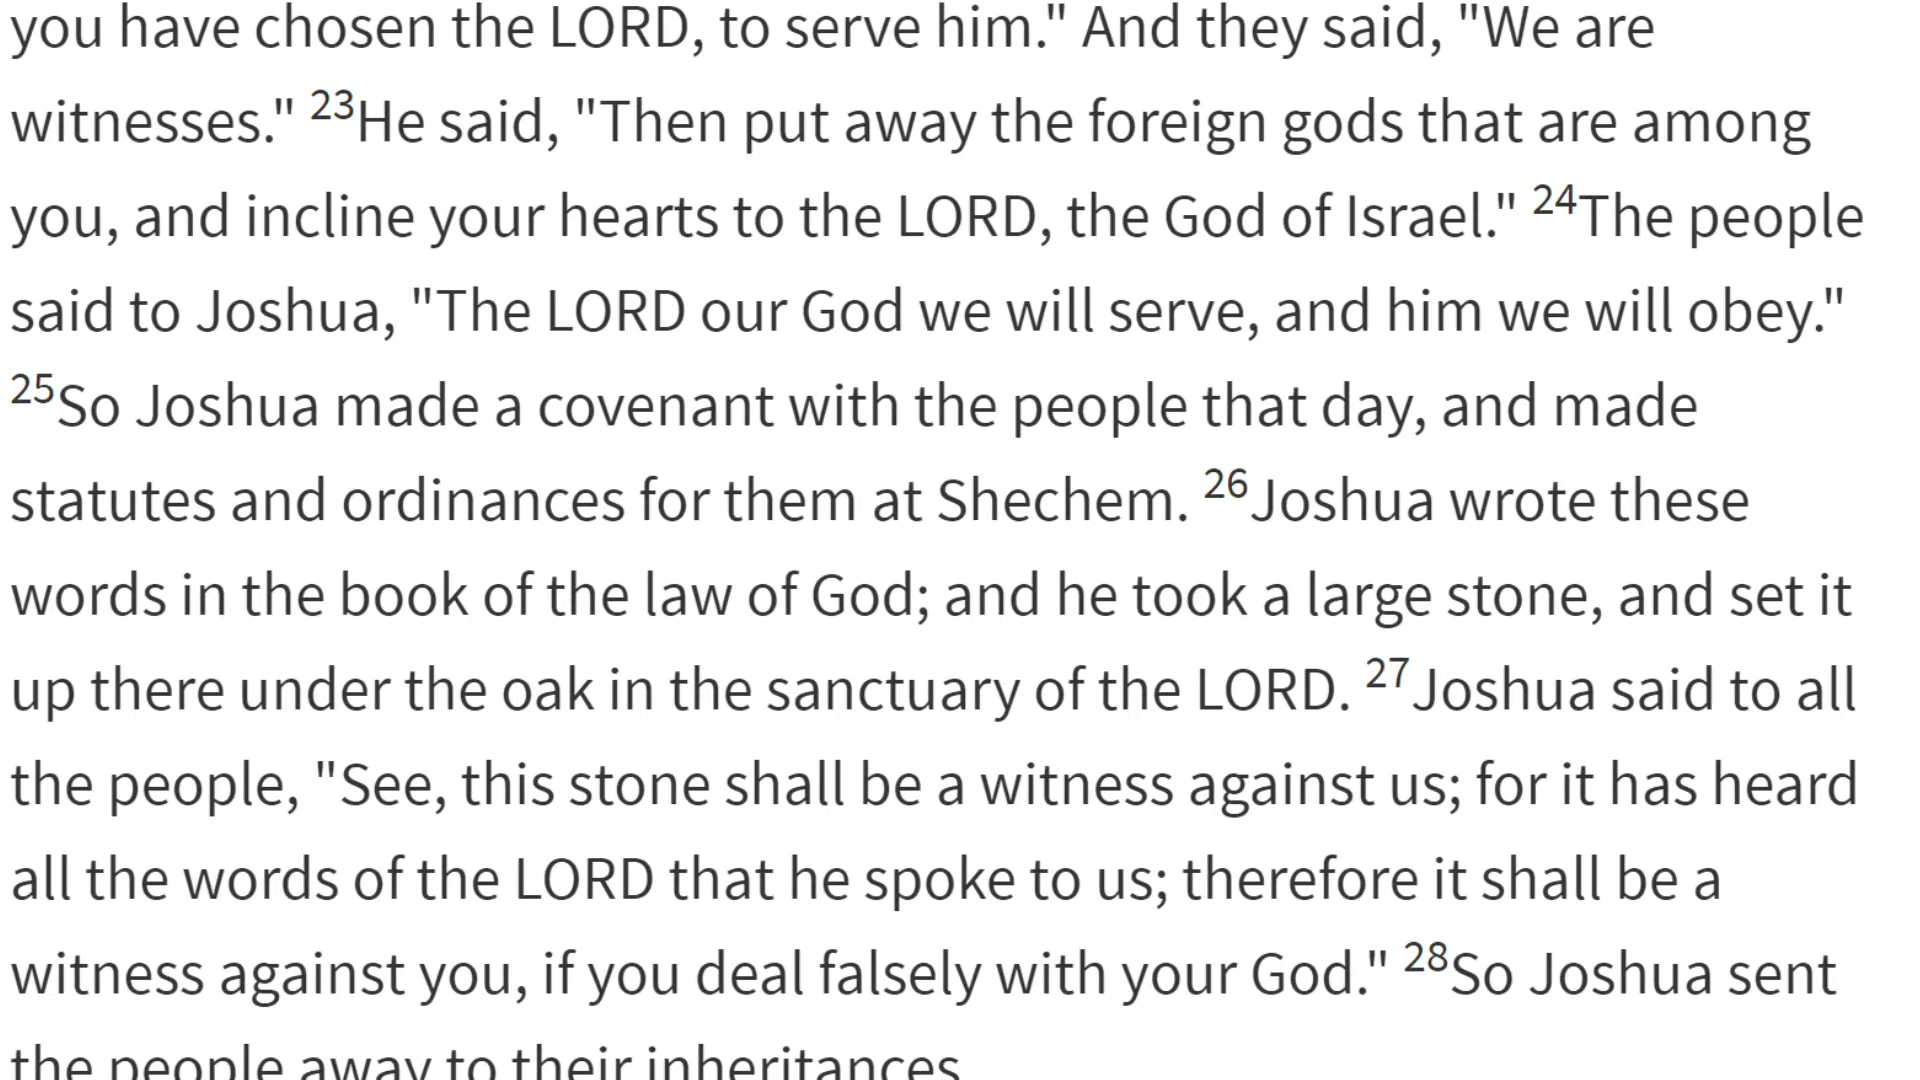 you have chosen the LORD, to serve him." And they said, "We are
witnesses." 23He said, "Then put away the foreign gods that are among
you, and incline your hearts to the LORD, the God of Israel." 24The people
said to Joshua, "The LORD our God we will serve, and him we will obey."
25So Joshua made a covenant with the people that day, and made
statutes and ordinances for them at Shechem. 26Joshua wrote these
words in the book of the law of God; and he took a large stone, and set it
up there under the oak in the sanctuary of the LORD. 27Joshua said to all
the people, "See, this stone shall be a witness against us; for it has heard
all the words of the LORD that he spoke to us; therefore it shall be a
witness against you, if you deal falsely with your God." 28So Joshua sent
the people away to their inheritances